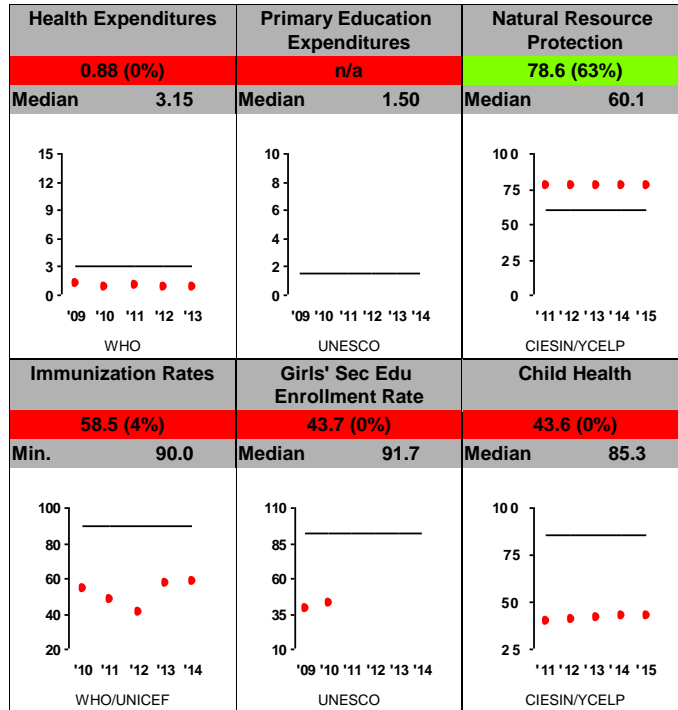 Health Expenditures
0.88 (0%)
Median 3.15
15
12
9
6
3
0
'09 '10 '11 '12 '13
WHO
Primary Education
Expenditures
n/a
Median 1.50
10
8
6
4
2
0
'09 '10 '11 '12 '13 '14
UNESCO
Natural Resource
Protection
78.6 (63%)
Median 60.1
100
75
50
25
0
'11 '12 '13 '14 '15
CIESIN/YCELP
Immunization Rates
58.5 (4%)
Min. 90.0
100
80
60
40
20
'10 '11 '12 '13 '14
WHO/UNICEF
Girls' Sec Edu
Enrollment Rate
43.7 (0%)
Median 91.7
110
85
60
35
10
'09 '10 '11 '12 '13 '14
UNESCO
Child Health
43.6 (0%)
Median 85.3
100
75
50
25
'11 '12 '13 '14 '15
CIESIN/YCELP